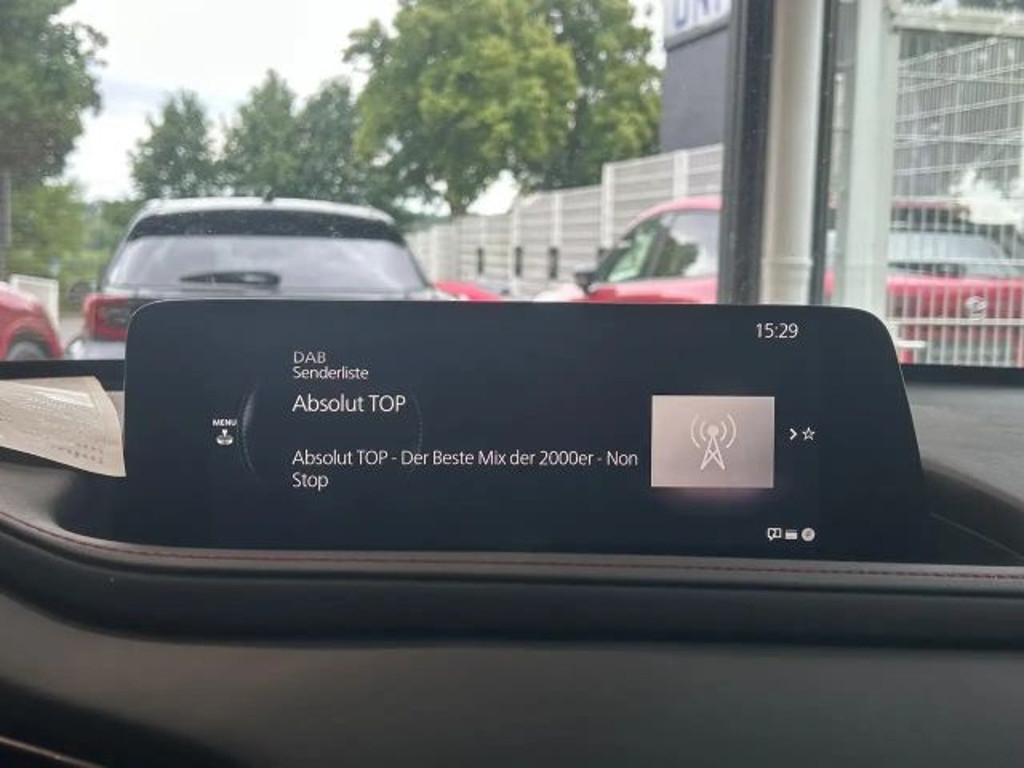 15:29
DAB
Senderliste
Absolut TOP
MENU
Absolut TOP - Der Beste Mix der 2000er - Non
Stop